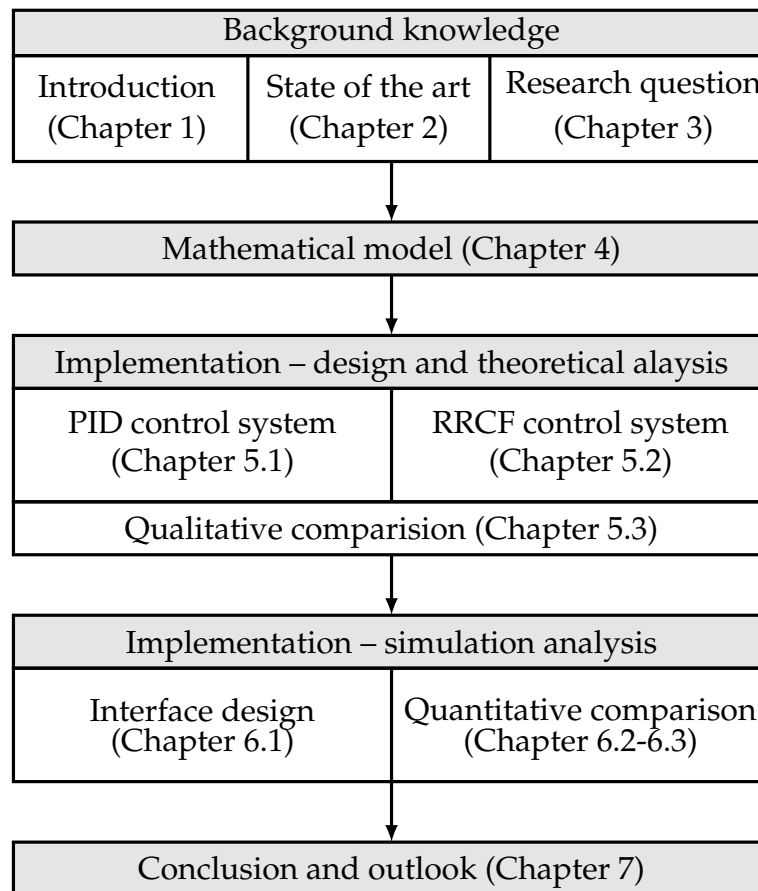 Background knowledge
Introduction
(Chapter 1)
State of the art
(Chapter 2)
Research question
(Chapter 3)
Mathematical model (Chapter 4)
Implementation – design and theoretical alaysis
PID control system
(Chapter 5.1)
RRCF control system
(Chapter 5.2)
Qualitative comparision (Chapter 5.3)
Implementation – simulation analysis
Interface design
(Chapter 6.1)
Quantitative comparison
(Chapter 6.2-6.3)
Conclusion and outlook (Chapter 7)